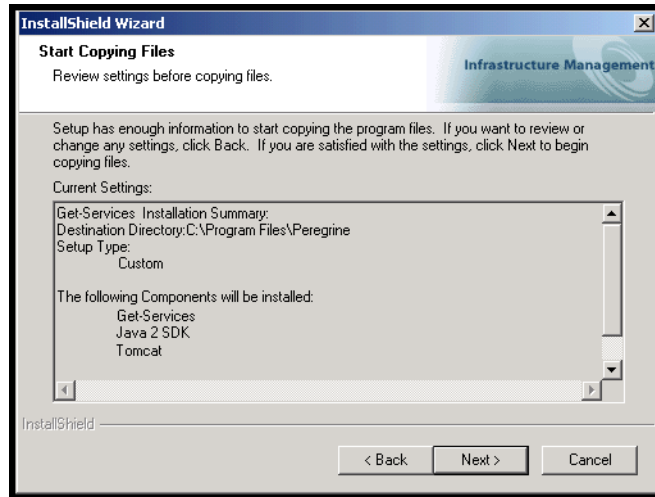 InstallShield Wizard
Start Copying Files
Review settings before copying files.
Infrastructure Management
Setup has enough information to start copying the program files. If you want to review or
change any settings, click Back. If you are satisfied with the settings, click Next to begin
copying files.
Current Settings:
Get-Services Installation Summary:
Destination Directory:C:\Program Files\Peregrine
Setup Type:
Custom
The following Components will be installed:
Get-Services
Java 2 SDK
Tomcat
InstallShield
< Back
Next >
Cancel